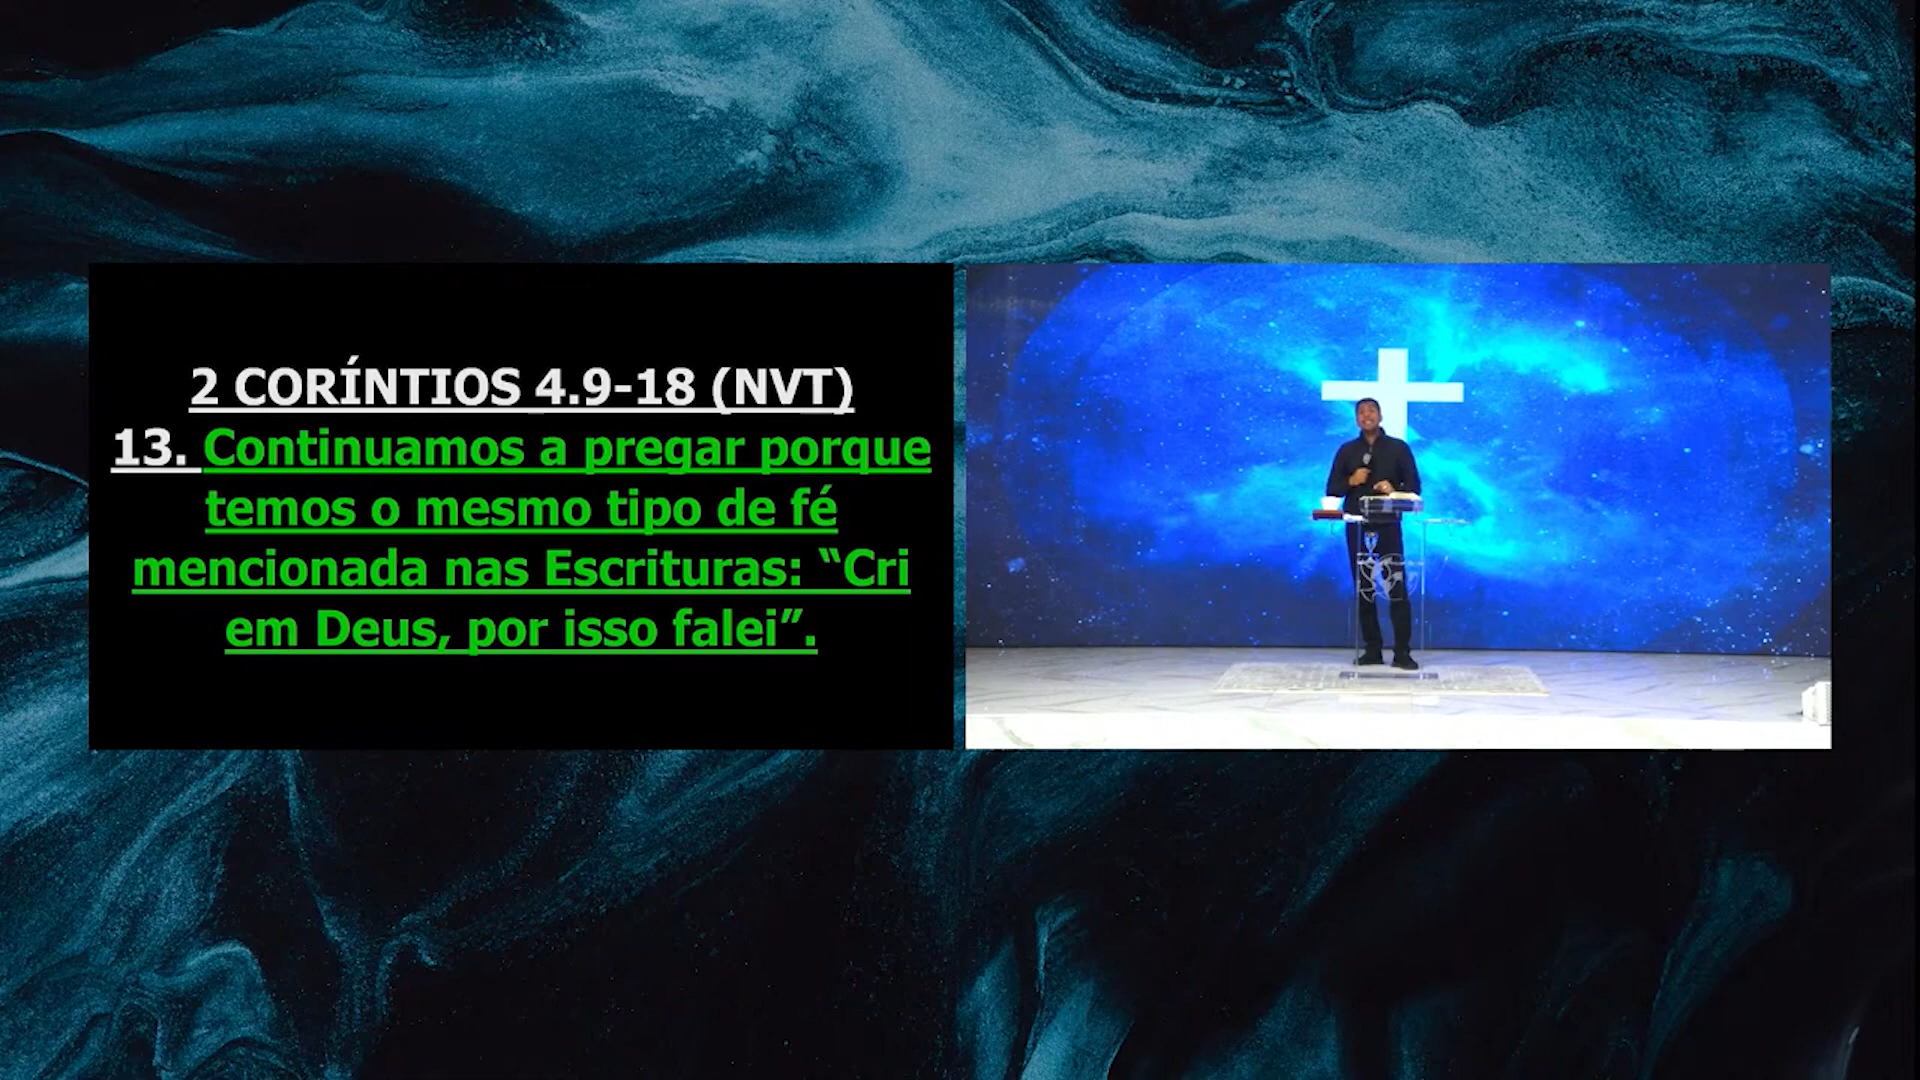 2 CORÍNTIOS 4.9-18 (NVT)
13. Continuamos a pregar porque
temos o mesmo tipo de fé
mencionada nas Escrituras: “Cri
em Deus, por isso falei”.